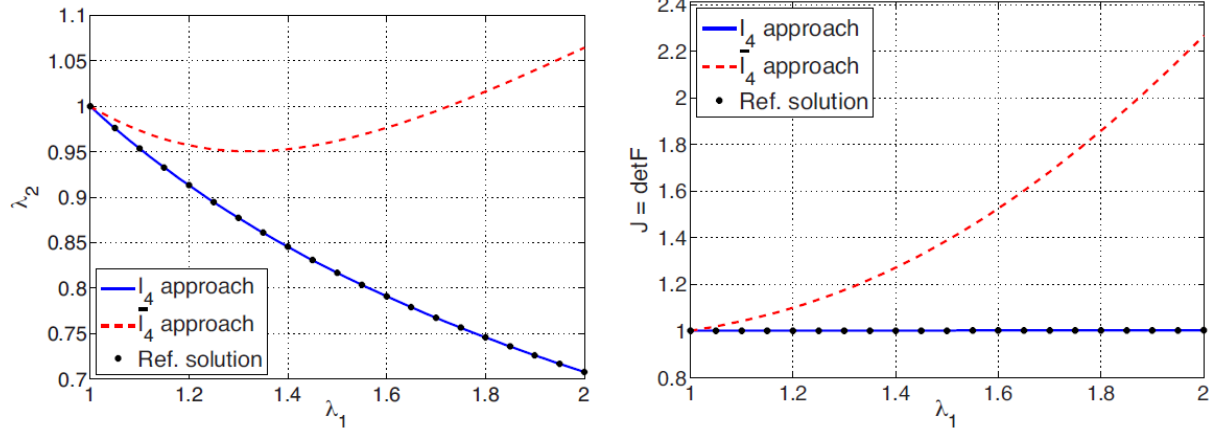 1.1
1.05
1
0.95
0.9
0.85
0.8
0.75
0.7
λ2
I4 approach
Ī4 approach
Ref. solution
1 1.2 1.4 1.6 1.8 2
λ1
2.4
2.2
2
1.8
1.6
1.4
1.2
1
0.8
J = detF
I4 approach
Ī4 approach
Ref. solution
1 1.2 1.4 1.6 1.8 2
λ1